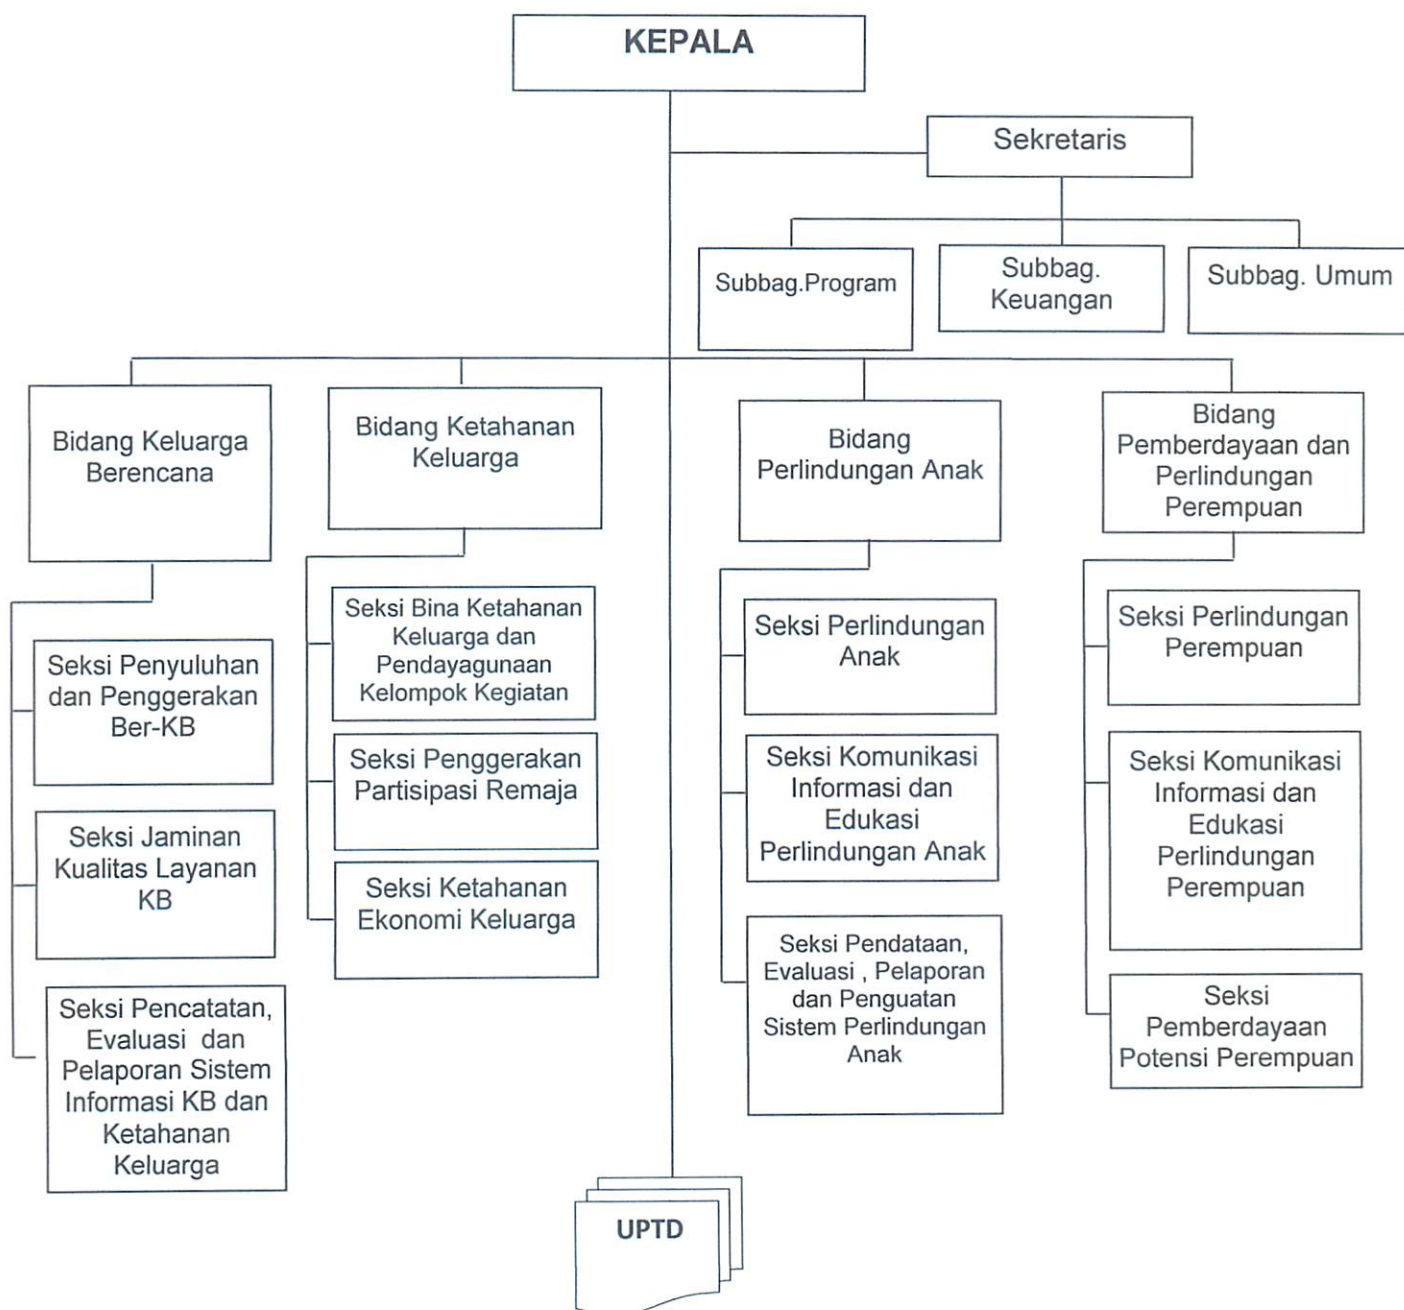 KEPALA
Sekretaris
Subbag.Program
Subbag.
Keuangan
Subbag. Umum
Bidang Keluarga
Berencana
Bidang Ketahanan
Keluarga
Bidang
Perlindungan Anak
Bidang
Pemberdayaan dan
Perlindungan
Perempuan
Seksi Penyuluhan
dan Penggerakan
Ber-KB
Seksi Jaminan
Kualitas Layanan
KB
Seksi Pencatatan,
Evaluasi dan
Pelaporan Sistem
Informasi KB dan
Ketahanan
Keluarga
Seksi Bina Ketahanan
Keluarga dan
Pendayagunaan
Kelompok Kegiatan
Seksi Penggerakan
Partisipasi Remaja
Seksi Ketahanan
Ekonomi Keluarga
Seksi Perlindungan
Anak
Seksi Komunikasi
Informasi dan
Edukasi
Perlindungan Anak
Seksi Pendataan,
Evaluasi , Pelaporan
dan Penguatan
Sistem Perlindungan
Anak
Seksi Perlindungan
Perempuan
Seksi Komunikasi
Informasi dan
Edukasi
Perlindungan
Perempuan
Seksi
Pemberdayaan
Potensi Perempuan
UPTD